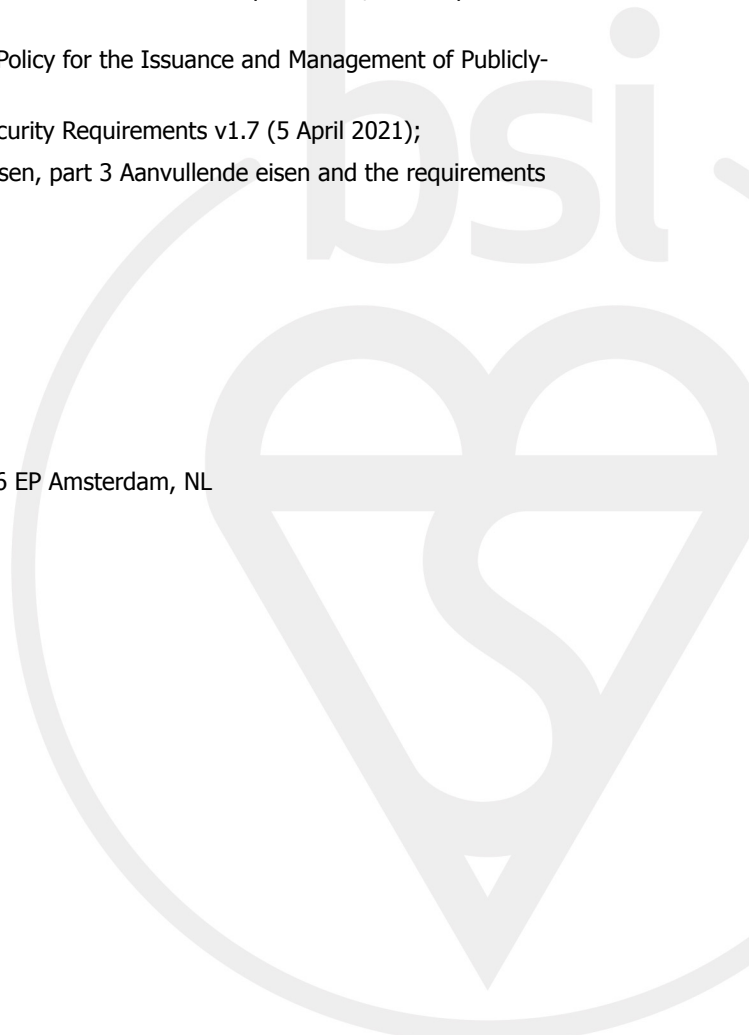 bsi
Policy for the Issuance and Management of Publicly-
curity Requirements v1.7 (5 April 2021);
sen, part 3 Aanvullende eisen and the requirements
EP Amsterdam, NL